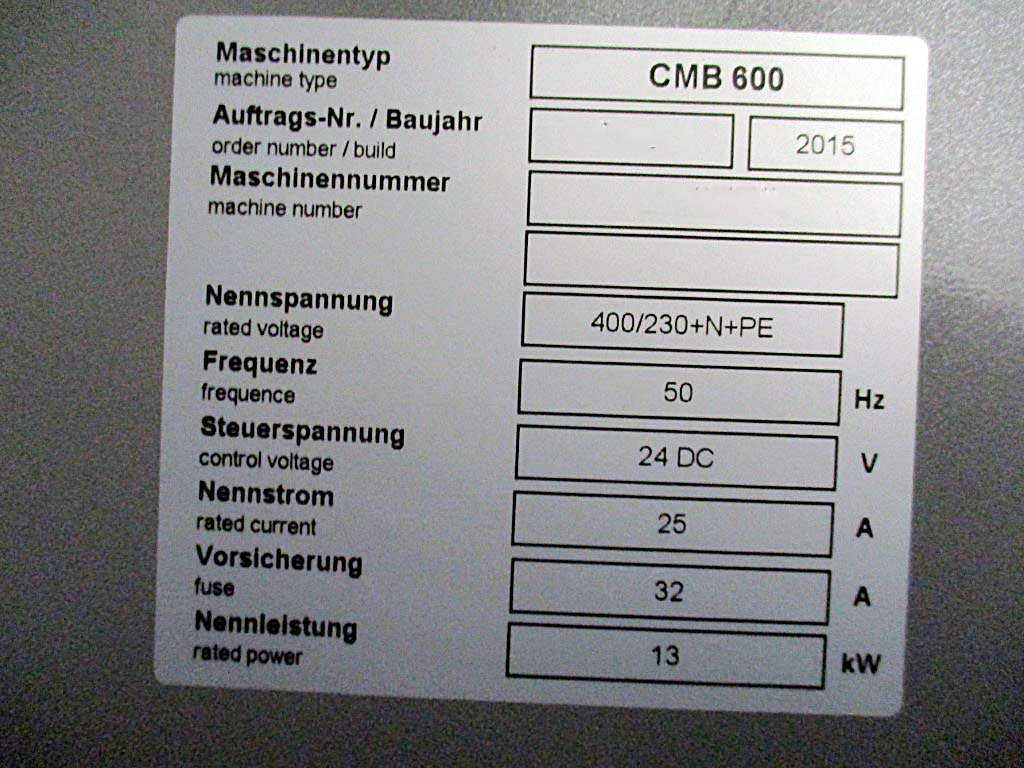 Maschinentyp
machine type
CMB 600
Auftrags-Nr. / Baujahr
order number / build
2015
Maschinennummer
machine number
Nennspannung
rated voltage
400/230+N+PE
Frequenz
frequence
50 Hz
Steuerspannung
control voltage
24 DC V
Nennstrom
rated current
25 A
Vorsicherung
fuse
32 A
Nennleistung
rated power
13 kW